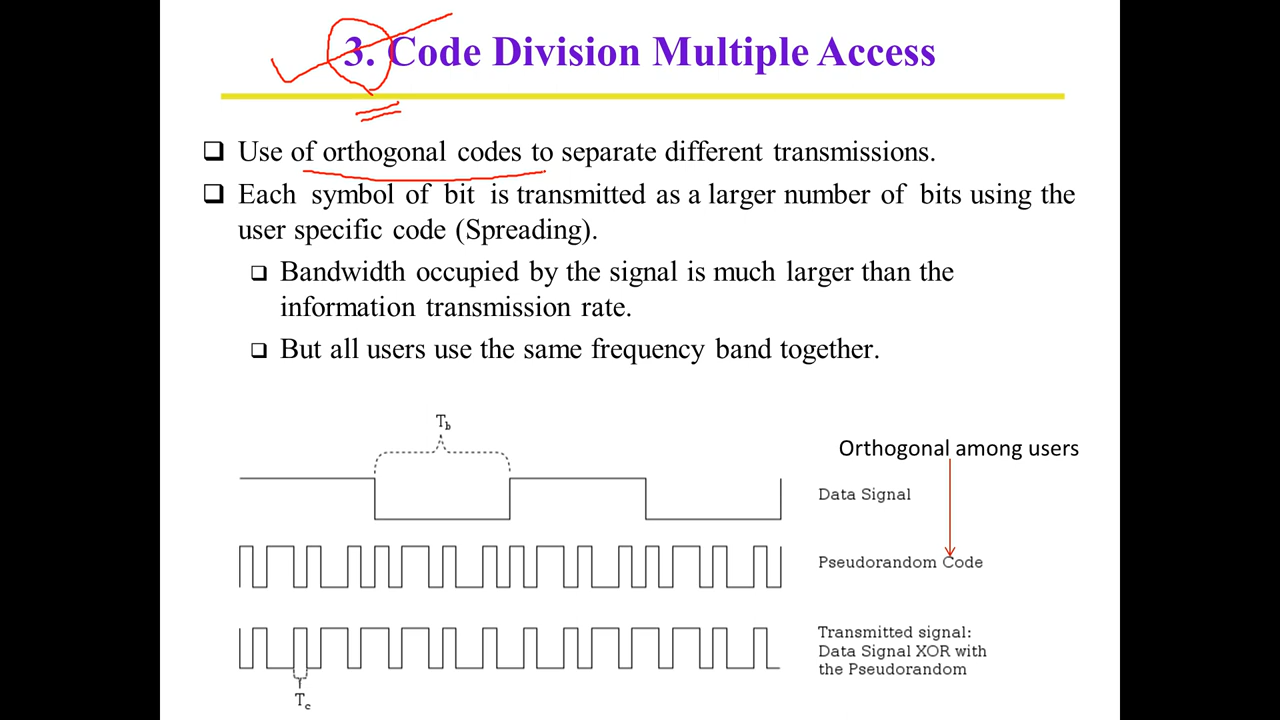 3. Code Division Multiple Access
Use of orthogonal codes to separate different transmissions.
Each symbol of bit is transmitted as a larger number of bits using the
user specific code (Spreading).
Bandwidth occupied by the signal is much larger than the
information transmission rate.
But all users use the same frequency band together.
Tb
Orthogonal among users
Data Signal
Pseudorandom Code
Transmitted signal:
Data Signal XOR with
the Pseudorandom
Tc